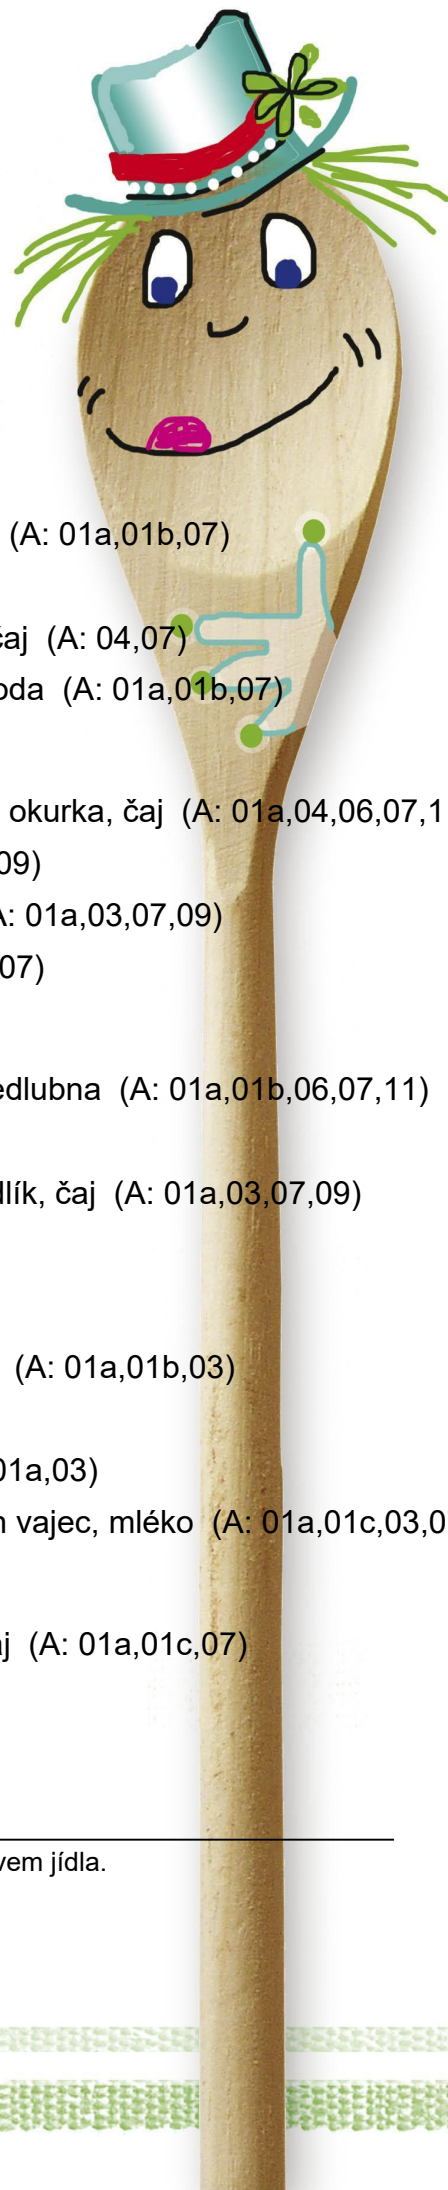 (A: 01a,01b,07)
čaj (A: 04,07)
oda (A: 01a,01b,07)
okurka, čaj (A: 01a,04,06,07,1
09)
A: 01a,03,07,09)
07)
edlubna (A: 01a,01b,06,07,11)
dlík, čaj (A: 01a,03,07,09)
(A: 01a,01b,03)
01a,03)
h vajec, mléko (A: 01a,01c,03,0
aj (A: 01a,01c,07)
vem jídla.